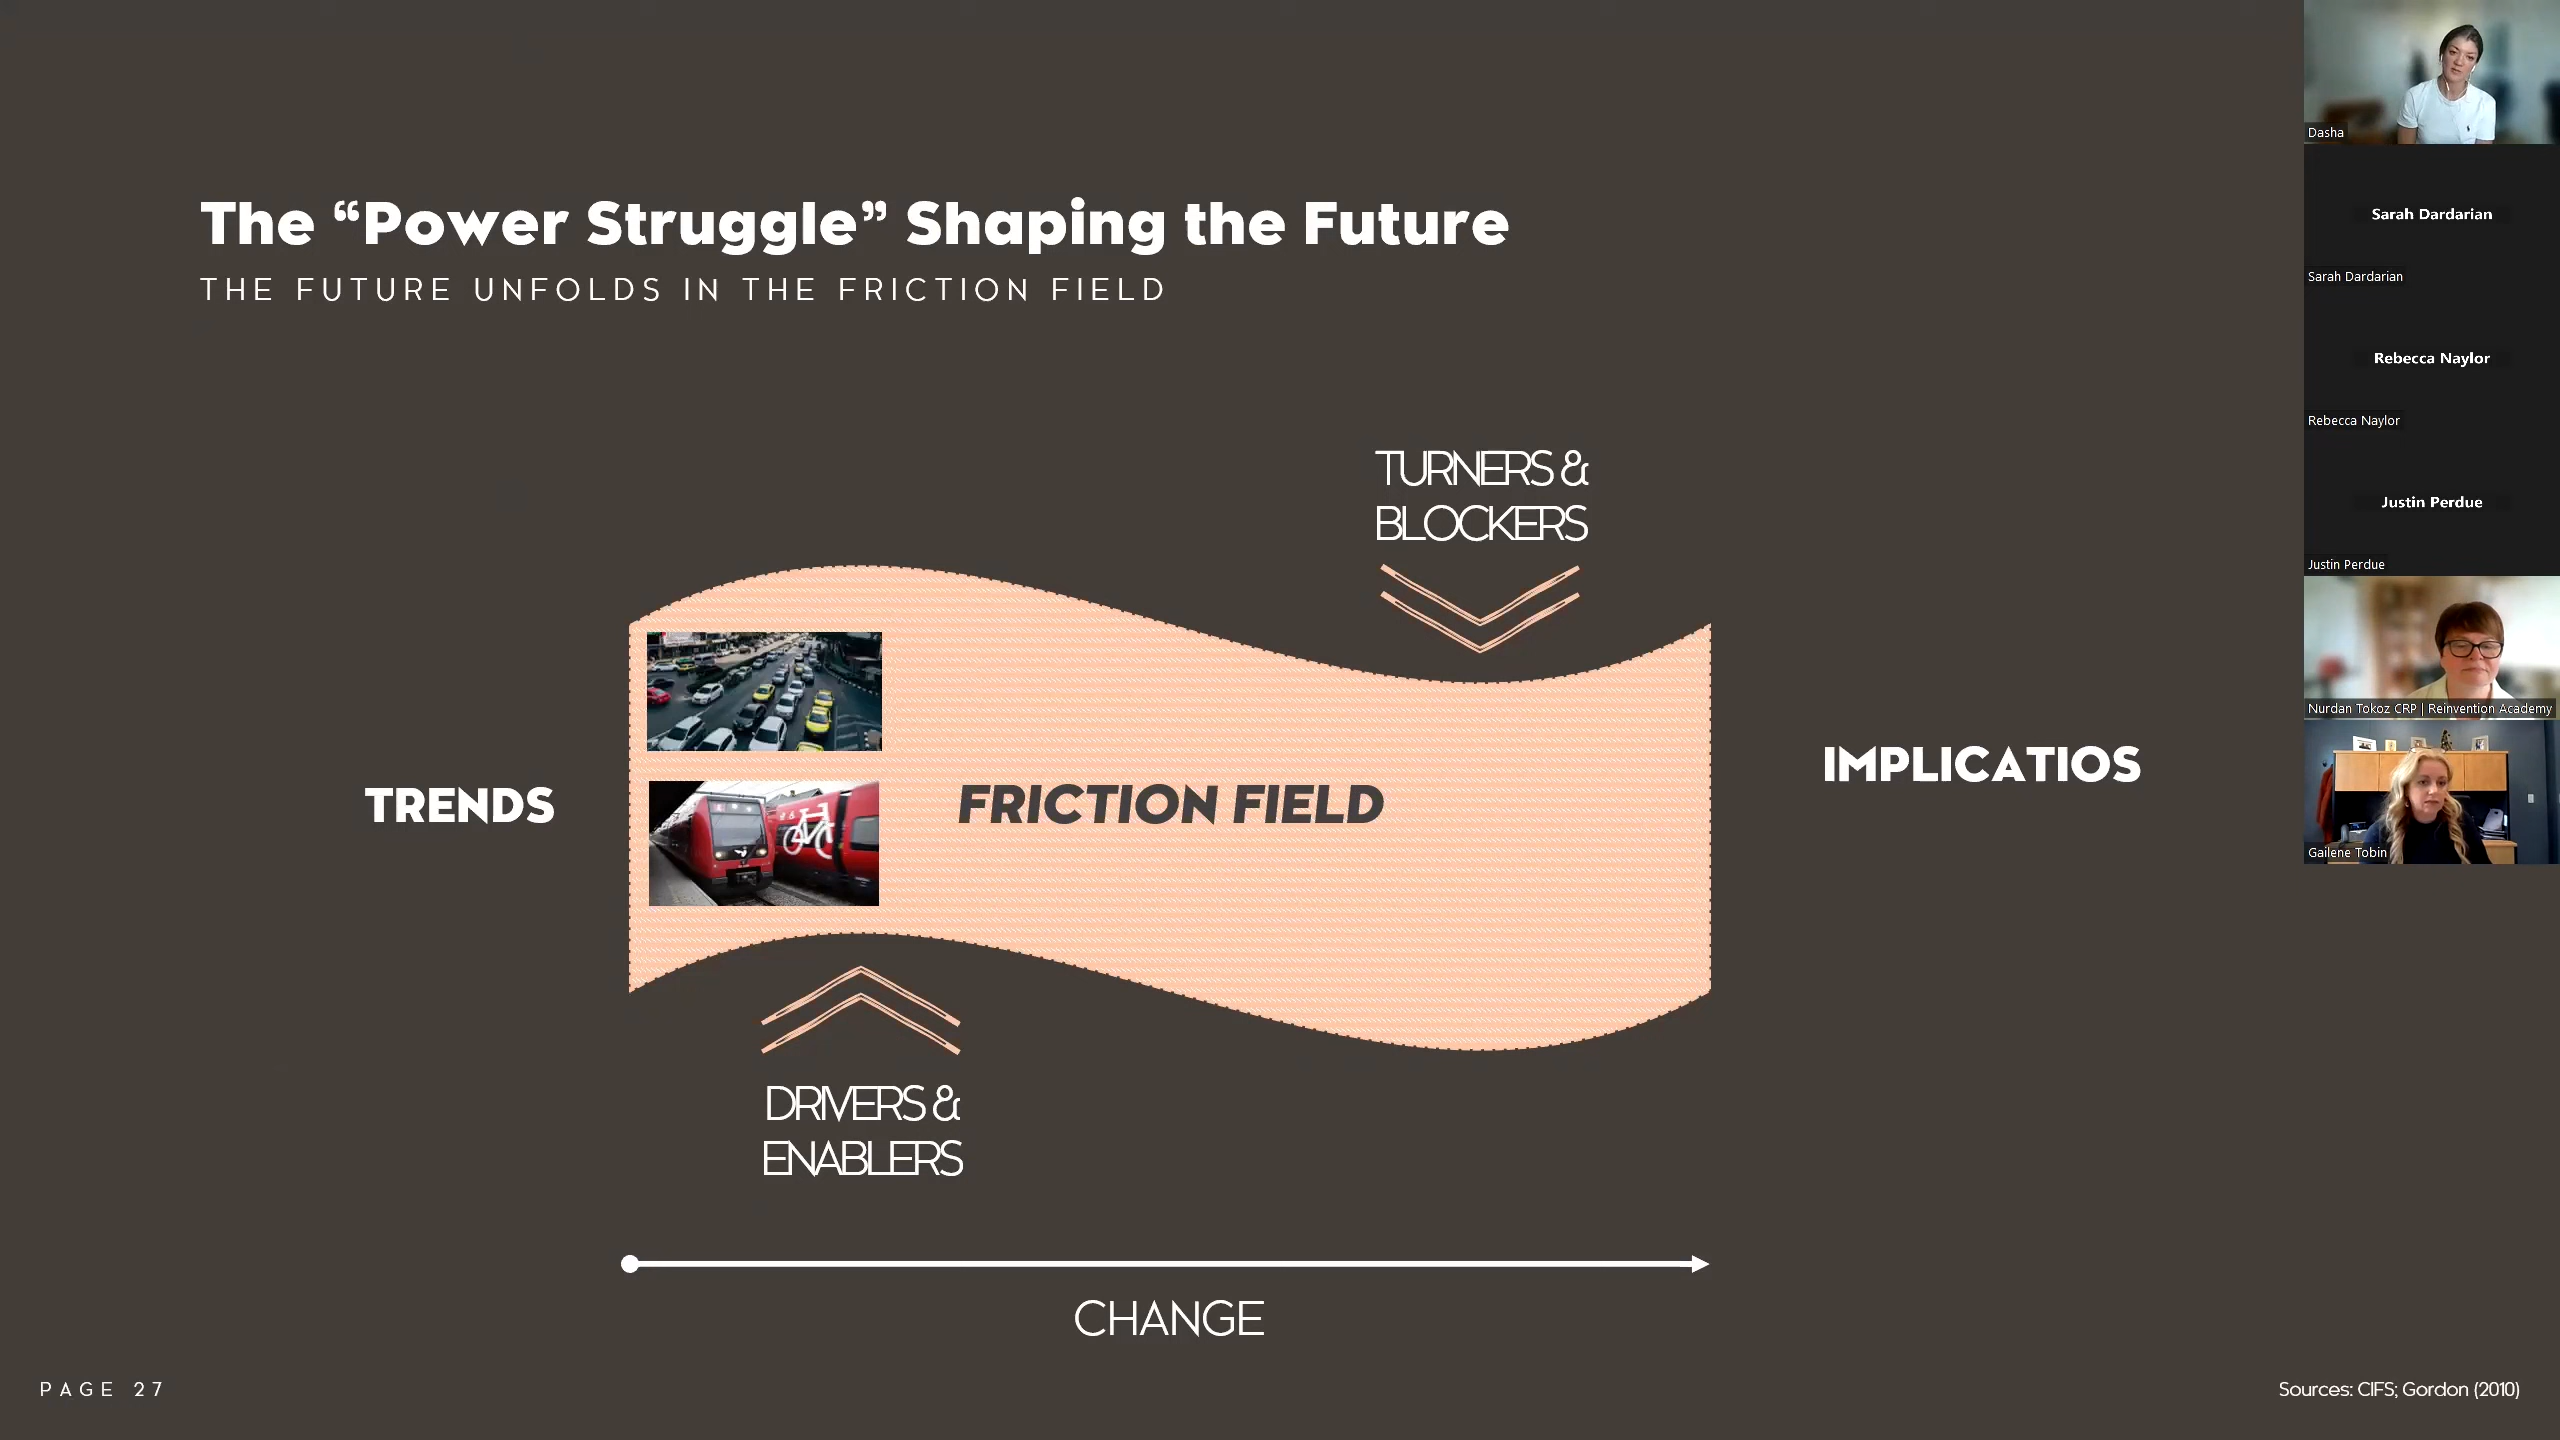 The “Power Struggle” Shaping the Future
THE FUTURE UNFOLDS IN THE FRICTION FIELD
TURNERS &
BLOCKERS
TRENDS
FRICTION FIELD
IMPLICATIOS
DRIVERS &
ENABLERS
CHANGE
PAGE 27
Sources: CIFS; Gordon (2010)
Dasha
Sarah Dardarian
Sarah Dardarian
Rebecca Naylor
Rebecca Naylor
Justin Perdue
Justin Perdue
Nurdan Tokoz CRP | Reinvention Academy
Gailene Tobin